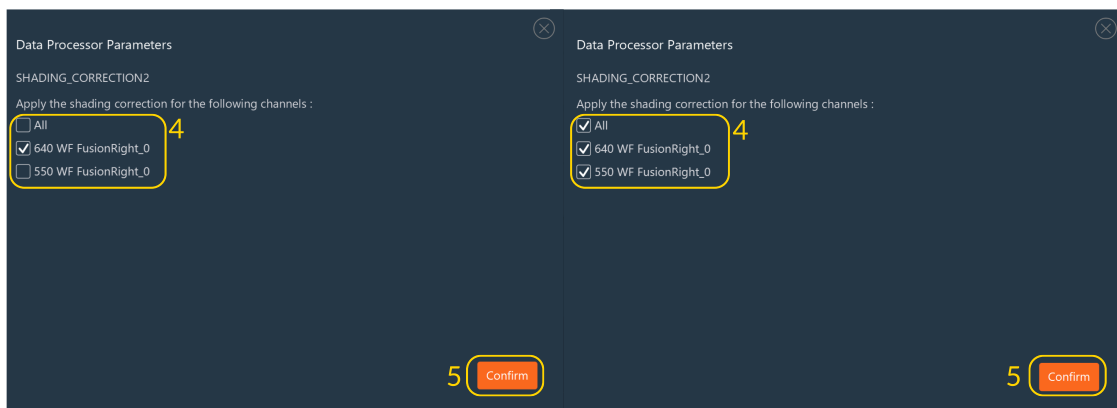 Data Processor Parameters
SHADING_CORRECTION2
Apply the shading correction for the following channels :
All
4
640 WF FusionRight_0
550 WF FusionRight_0
5
Confirm
Data Processor Parameters
SHADING_CORRECTION2
Apply the shading correction for the following channels :
All
4
640 WF FusionRight_0
550 WF FusionRight_0
5
Confirm